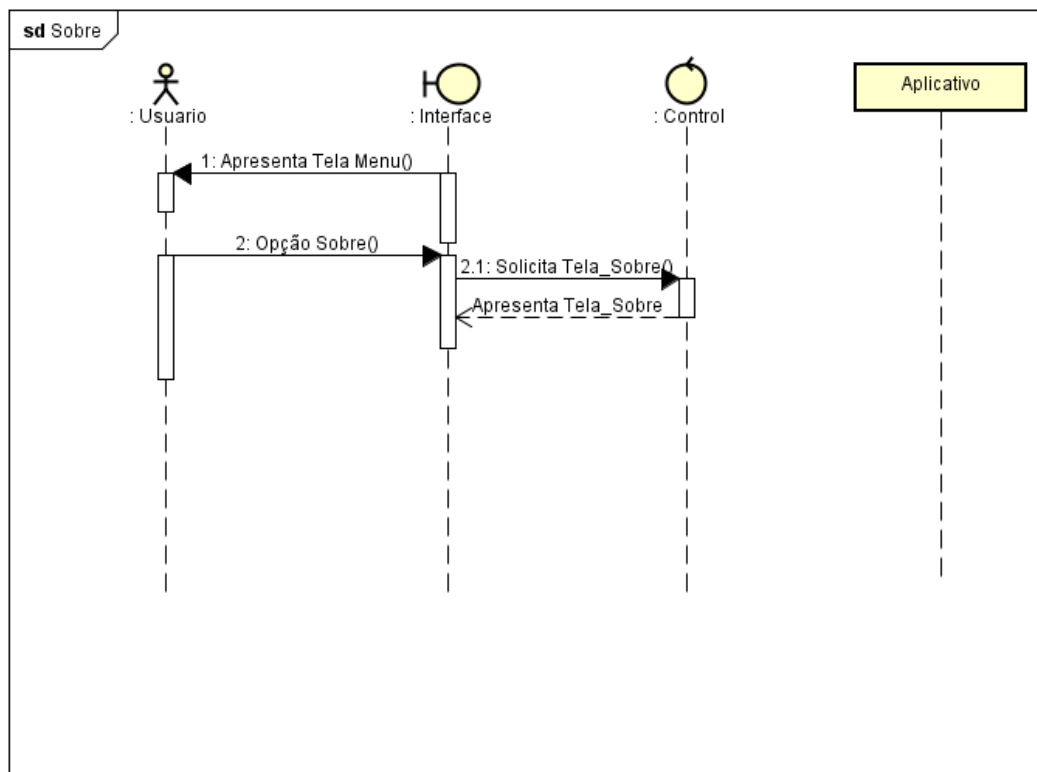 sd Sobre
: Usuario
: Interface
: Control
Aplicativo
1: Apresenta Tela Menu()
2: Opção Sobre()
2.1: Solicita Tela_Sobre()
Apresenta Tela_Sobre